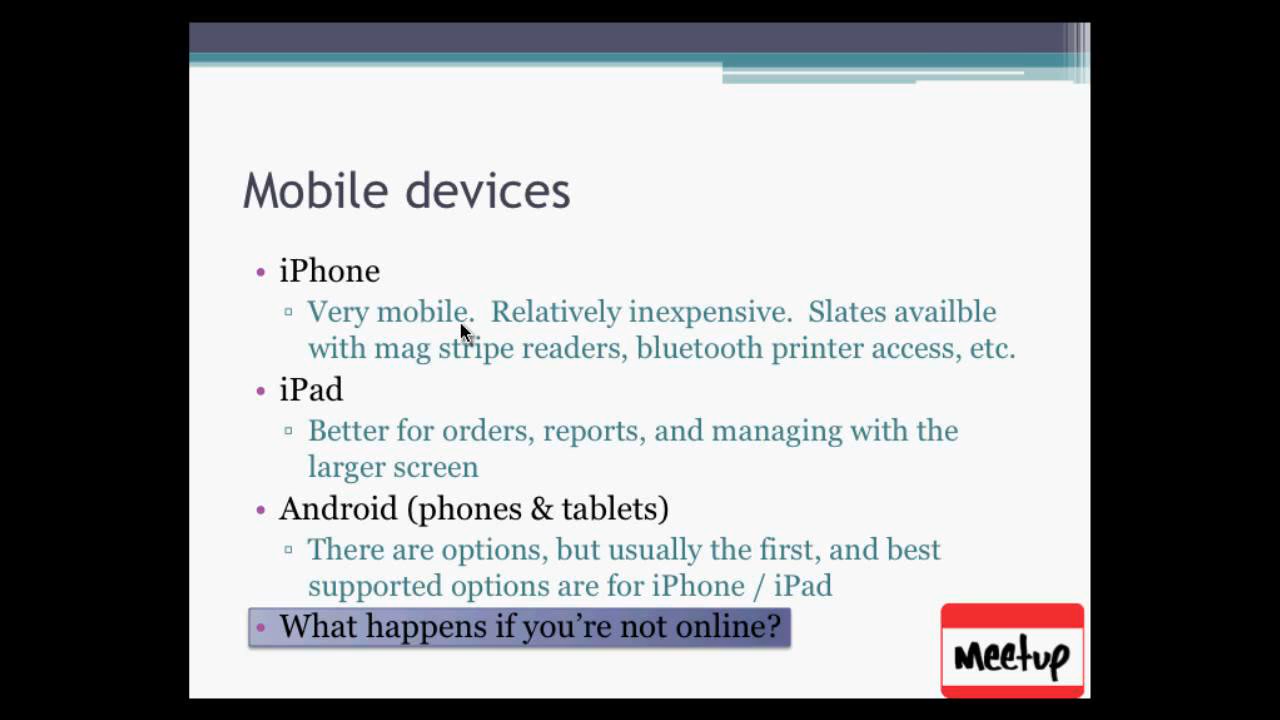 Mobile devices
• iPhone
▫ Very mobile.  Relatively inexpensive.  Slates availble
with mag stripe readers, bluetooth printer access, etc.
• iPad
▫ Better for orders, reports, and managing with the
larger screen
• Android (phones & tablets)
▫ There are options, but usually the first, and best
supported options are for iPhone / iPad
• What happens if you’re not online?
Meetup